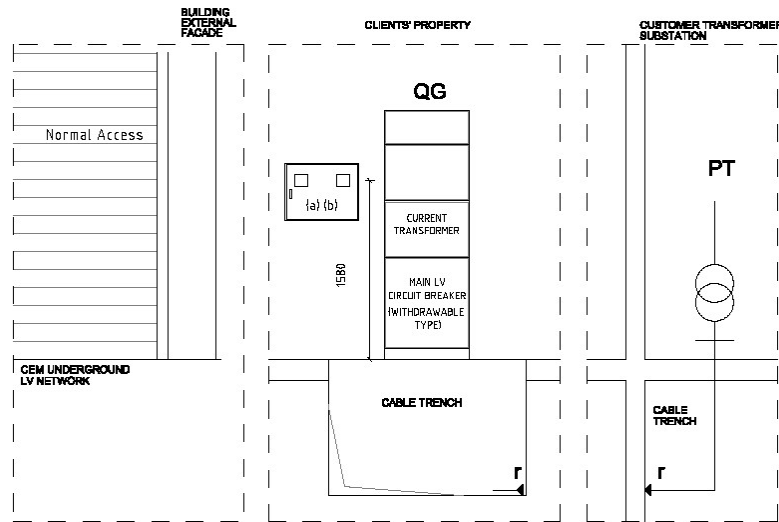 BUILDING
EXTERNAL
FACADE
CLIENTS' PROPERTY
CUSTOMER TRANSFORMER
SUBSTATION
QG
Normal Access
PT
(a) (b)
CURRENT
TRANSFORMER
1580
MAIN LV
CIRCUIT BREAKER
(WITHDRAWABLE
TYPE)
CEM UNDERGROUND
LV NETWORK
CABLE TRENCH
CABLE
TRENCH
r
r